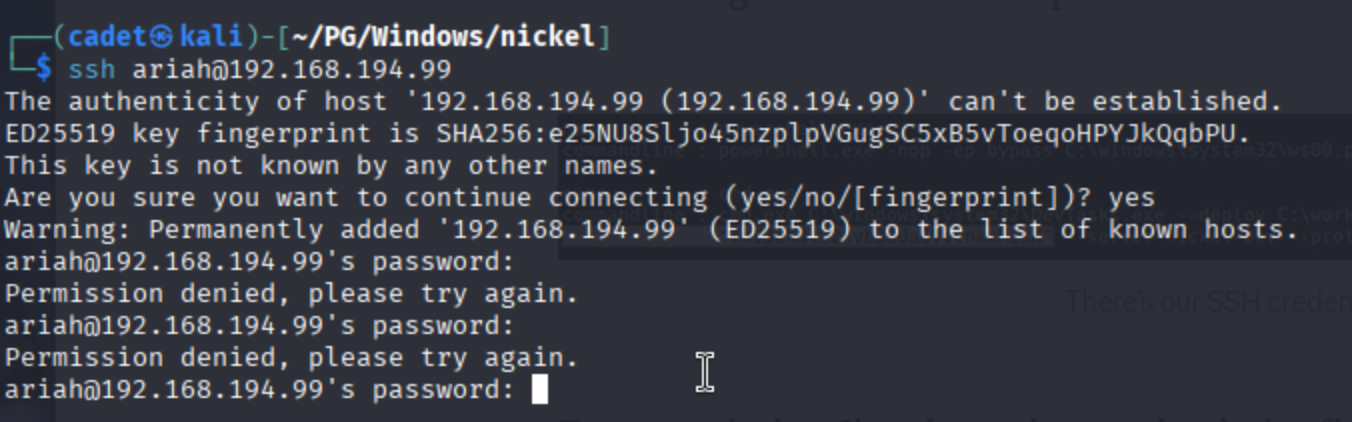 ┌──(cadet㉿kali)-[~/PG/Windows/nickel]
└─$ ssh ariah@192.168.194.99
The authenticity of host '192.168.194.99 (192.168.194.99)' can't be established.
ED25519 key fingerprint is SHA256:e25NU8Sljo45nzplpVGugSC5xB5vToeqoHPYJkQqbPU.
This key is not known by any other names.
Are you sure you want to continue connecting (yes/no/[fingerprint])? yes
Warning: Permanently added '192.168.194.99' (ED25519) to the list of known hosts.
ariah@192.168.194.99's password:
Permission denied, please try again.
ariah@192.168.194.99's password:
Permission denied, please try again.
There's our SSH
ariah@192.168.194.99's password: